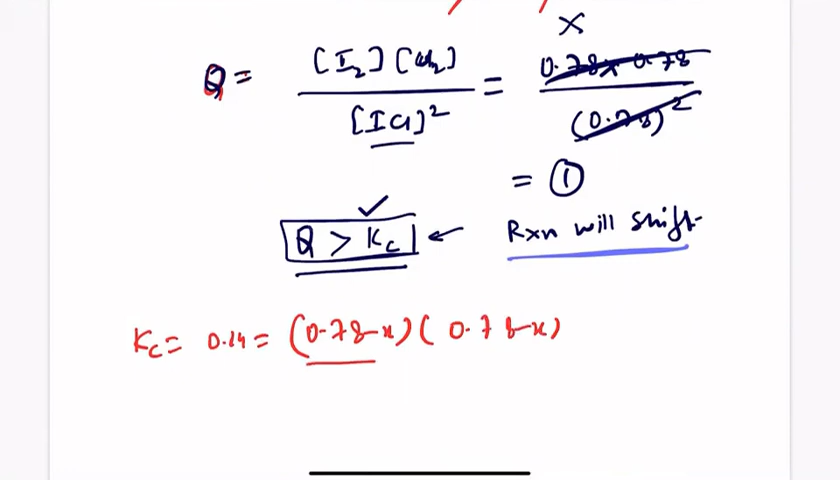 x
Q = [I2][Cl2] / [ICl]² = 0.78 x 0.78 / (0.78)²
= ①
Q > Kc ← Rxn will shift
Kc = 0.14 = (0.78-x)(0.78-x)